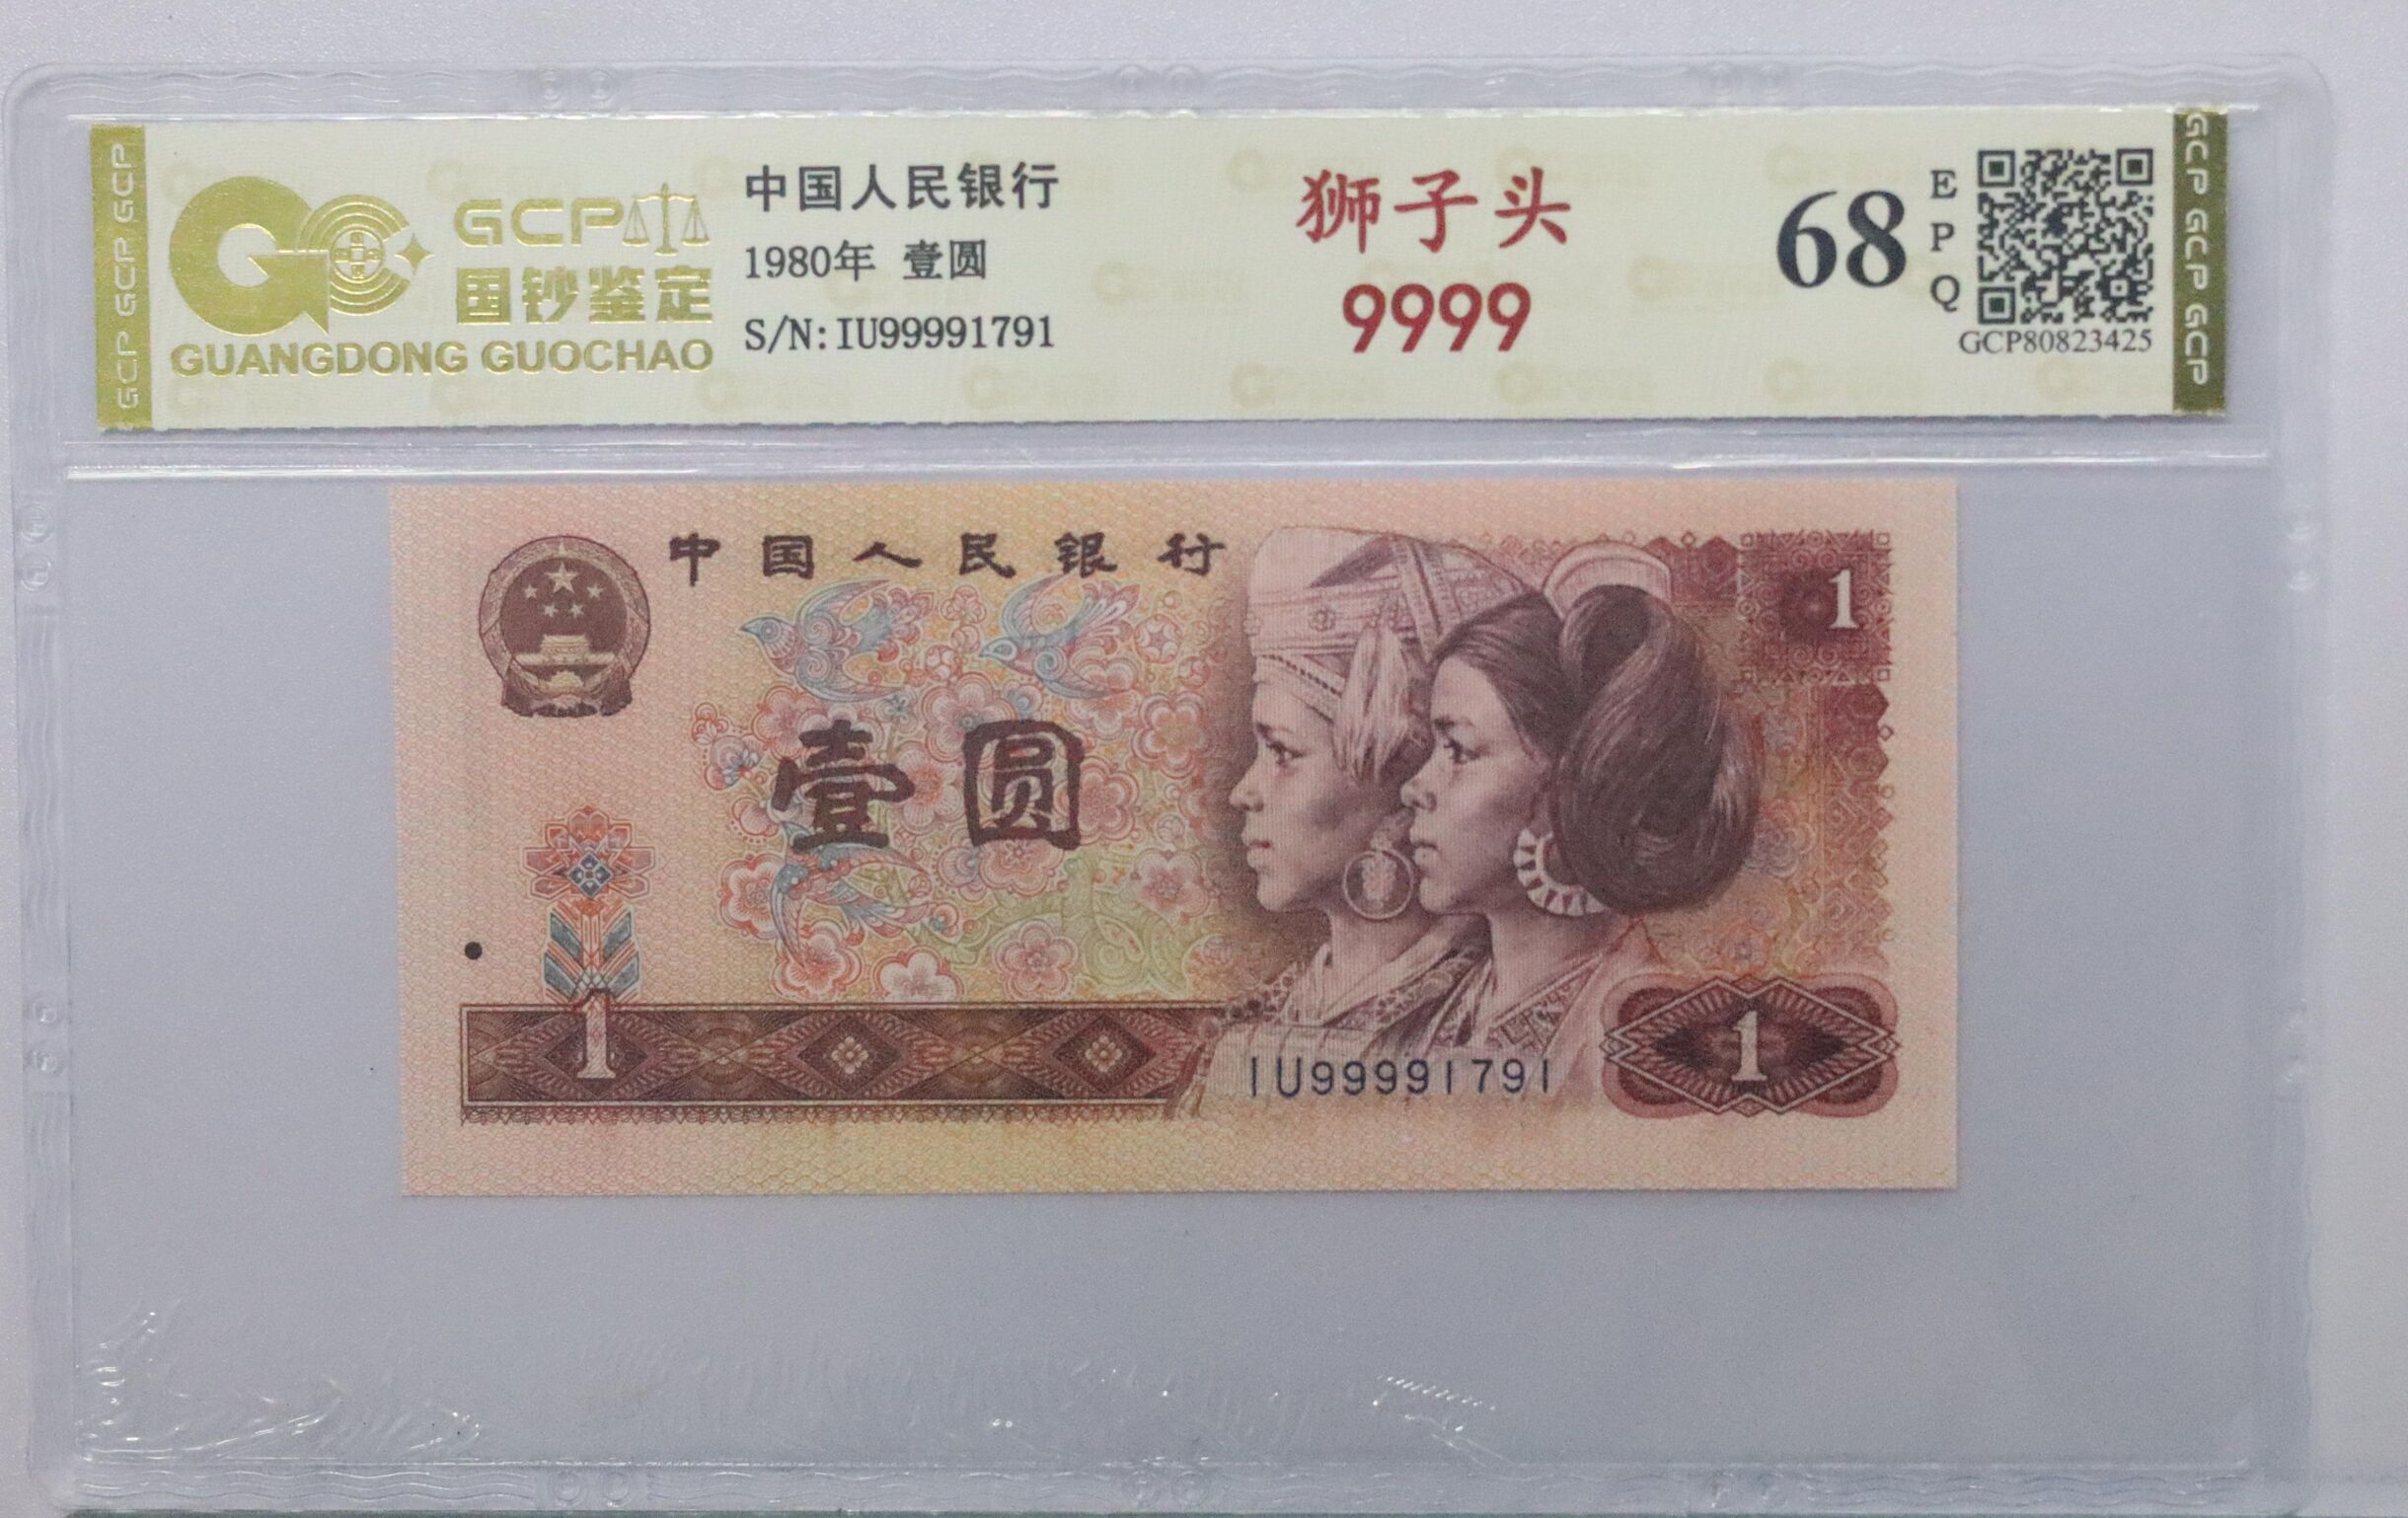 GCP GCP GCP
GCP
国钞鉴定
GUANGDONG GUOCHAO
中国人民银行
1980年 壹圆
S/N: IU99991791
狮子头
9999
68
E
P
Q
GCP80823425
GCP GCP GCP
中国人民银行
1
壹圆
1
IU99991791
1